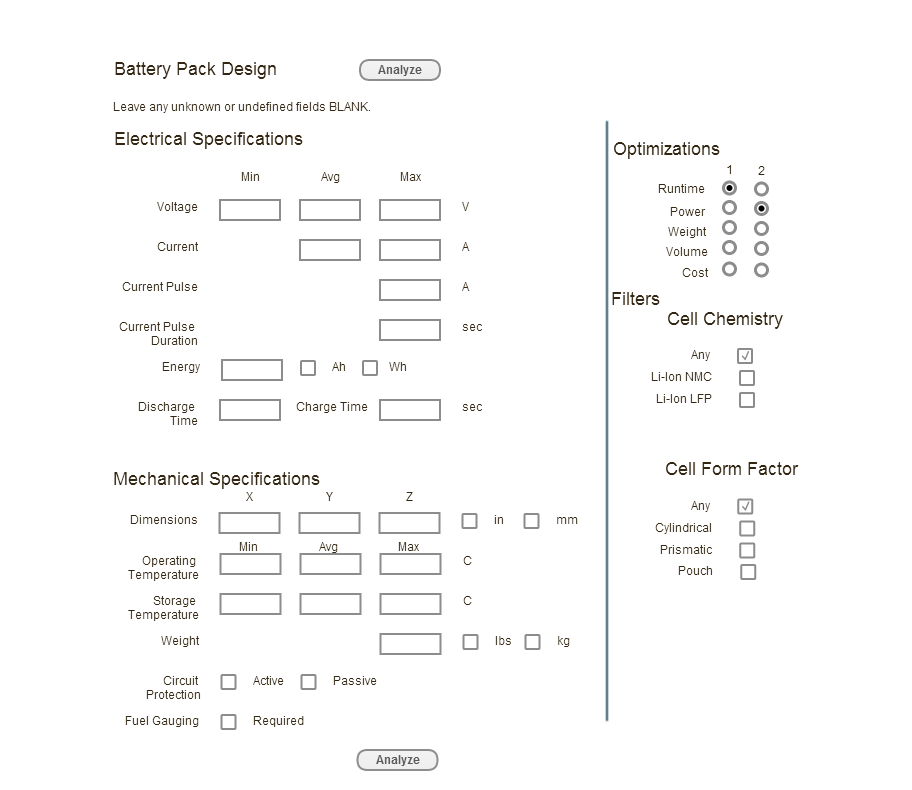 Battery Pack Design
Analyze
Leave any unknown or undefined fields BLANK.
Electrical Specifications
Min Avg Max
Voltage V
Current A
Current Pulse A
Current Pulse
Duration
sec
Energy Ah Wh
Discharge
Time
Charge Time sec
Mechanical Specifications
X Y Z
Dimensions in mm
Min Avg Max
Operating
Temperature
C
Storage
Temperature
C
Weight lbs kg
Circuit
Protection
Active Passive
Fuel Gauging Required
Analyze
Optimizations
1 2
Runtime
Power
Weight
Volume
Cost
Filters
Cell Chemistry
Any
Li-Ion NMC
Li-Ion LFP
Cell Form Factor
Any
Cylindrical
Prismatic
Pouch